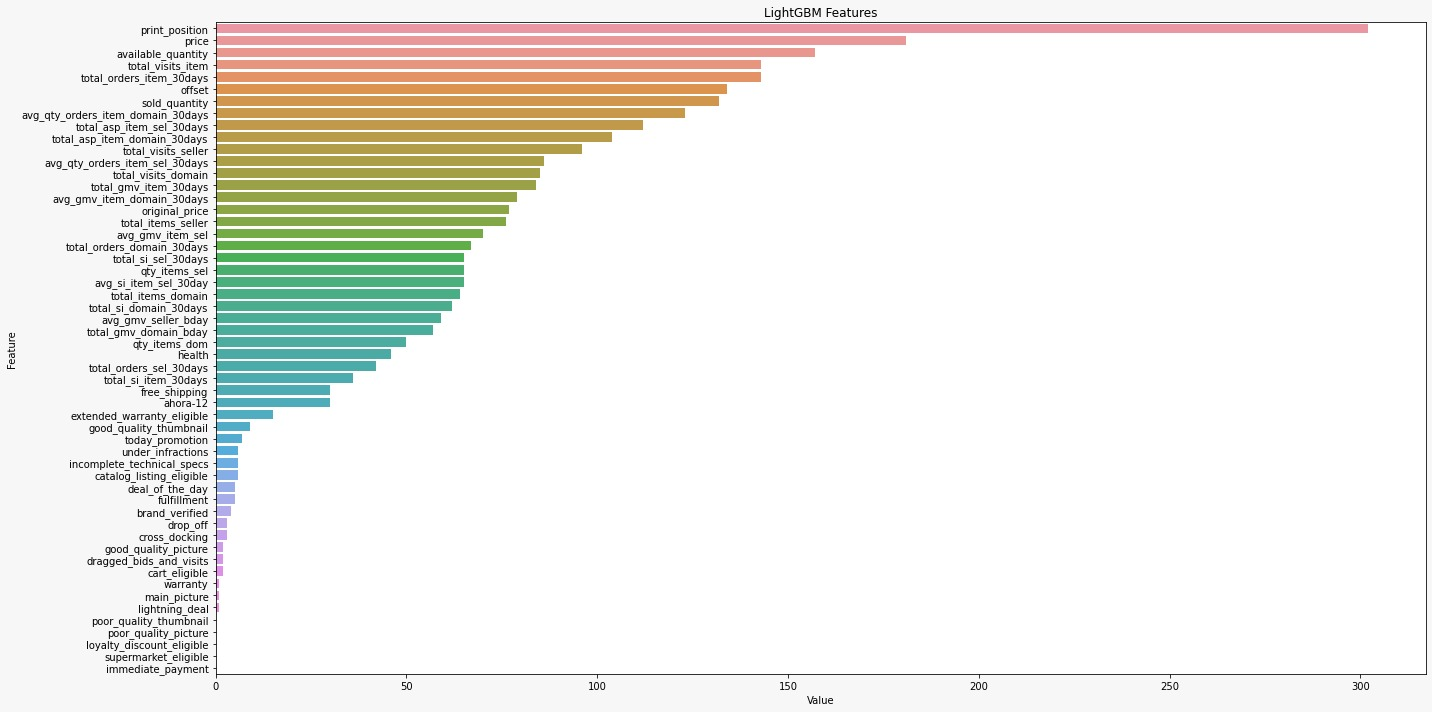 LightGBM Features
print_position
price
available_quantity
total_visits_item
total_orders_item_30days
offset
sold_quantity
avg_qty_orders_item_domain_30days
total_asp_item_sel_30days
total_asp_item_domain_30days
total_visits_seller
avg_qty_orders_item_sel_30days
total_visits_domain
total_gmv_item_30days
avg_gmv_item_domain_30days
original_price
total_items_seller
avg_gmv_item_sel
total_orders_domain_30days
total_si_sel_30days
qty_items_sel
avg_si_item_sel_30day
total_items_domain
total_si_domain_30days
avg_gmv_seller_bday
total_gmv_domain_bday
qty_items_dom
health
total_orders_sel_30days
total_si_item_30days
free_shipping
ahora-12
extended_warranty_eligible
good_quality_thumbnail
today_promotion
under_infractions
incomplete_technical_specs
catalog_listing_eligible
deal_of_the_day
fulfillment
brand_verified
drop_off
cross_docking
good_quality_picture
dragged_bids_and_visits
cart_eligible
warranty
main_picture
lightning_deal
poor_quality_thumbnail
poor_quality_picture
loyalty_discount_eligible
supermarket_eligible
immediate_payment
Feature
0 50 100 150 200 250 300
Value